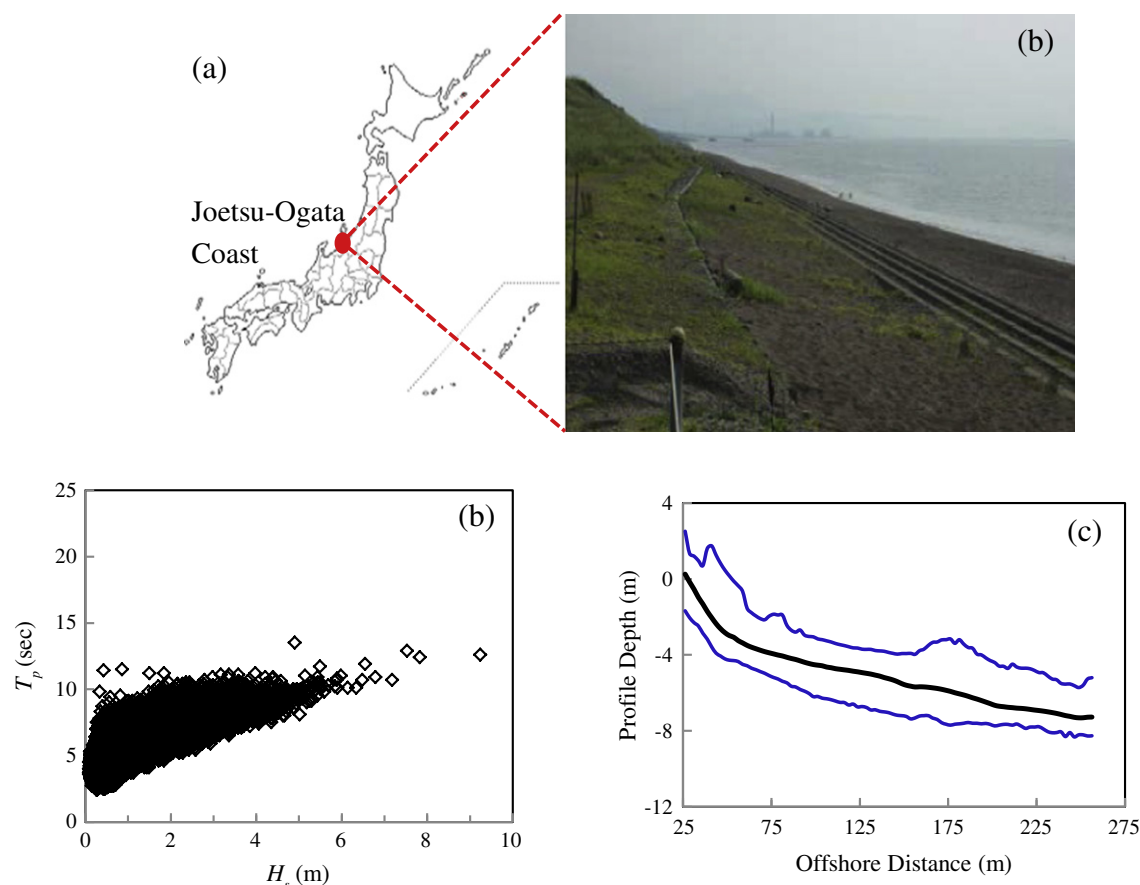 (a)
(b)
Joetsu-Ogata
Coast
(b)
25
20
15
10
5
0
T_p (sec)
0 2 4 6 8 10
H_s (m)
(c)
4
0
-4
-8
-12
Profile Depth (m)
25 75 125 175 225 275
Offshore Distance (m)